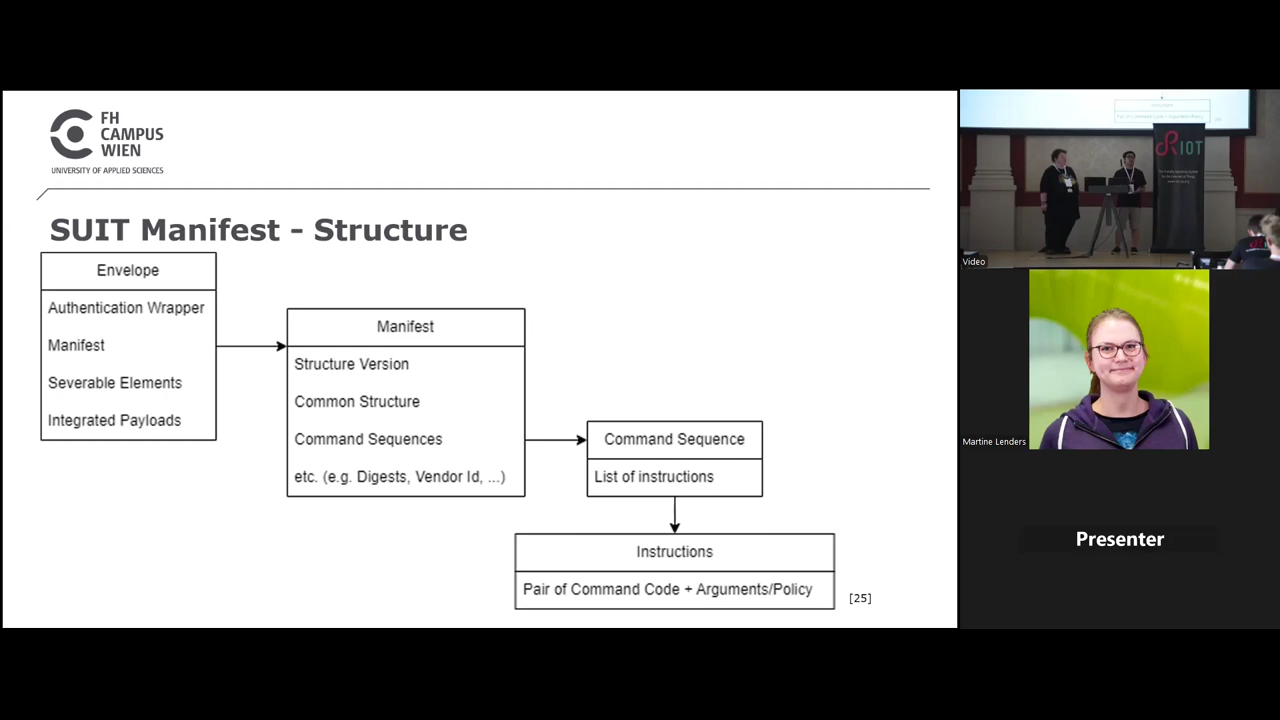 FH
CAMPUS
WIEN
UNIVERSITY OF APPLIED SCIENCES
SUIT Manifest - Structure
Envelope
Authentication Wrapper
Manifest
Severable Elements
Integrated Payloads
Manifest
Structure Version
Common Structure
Command Sequences
etc. (e.g. Digests, Vendor Id, ...)
Command Sequence
List of instructions
Instructions
Pair of Command Code + Arguments/Policy
[25]
RIOT
Video
Martine Lenders
Presenter